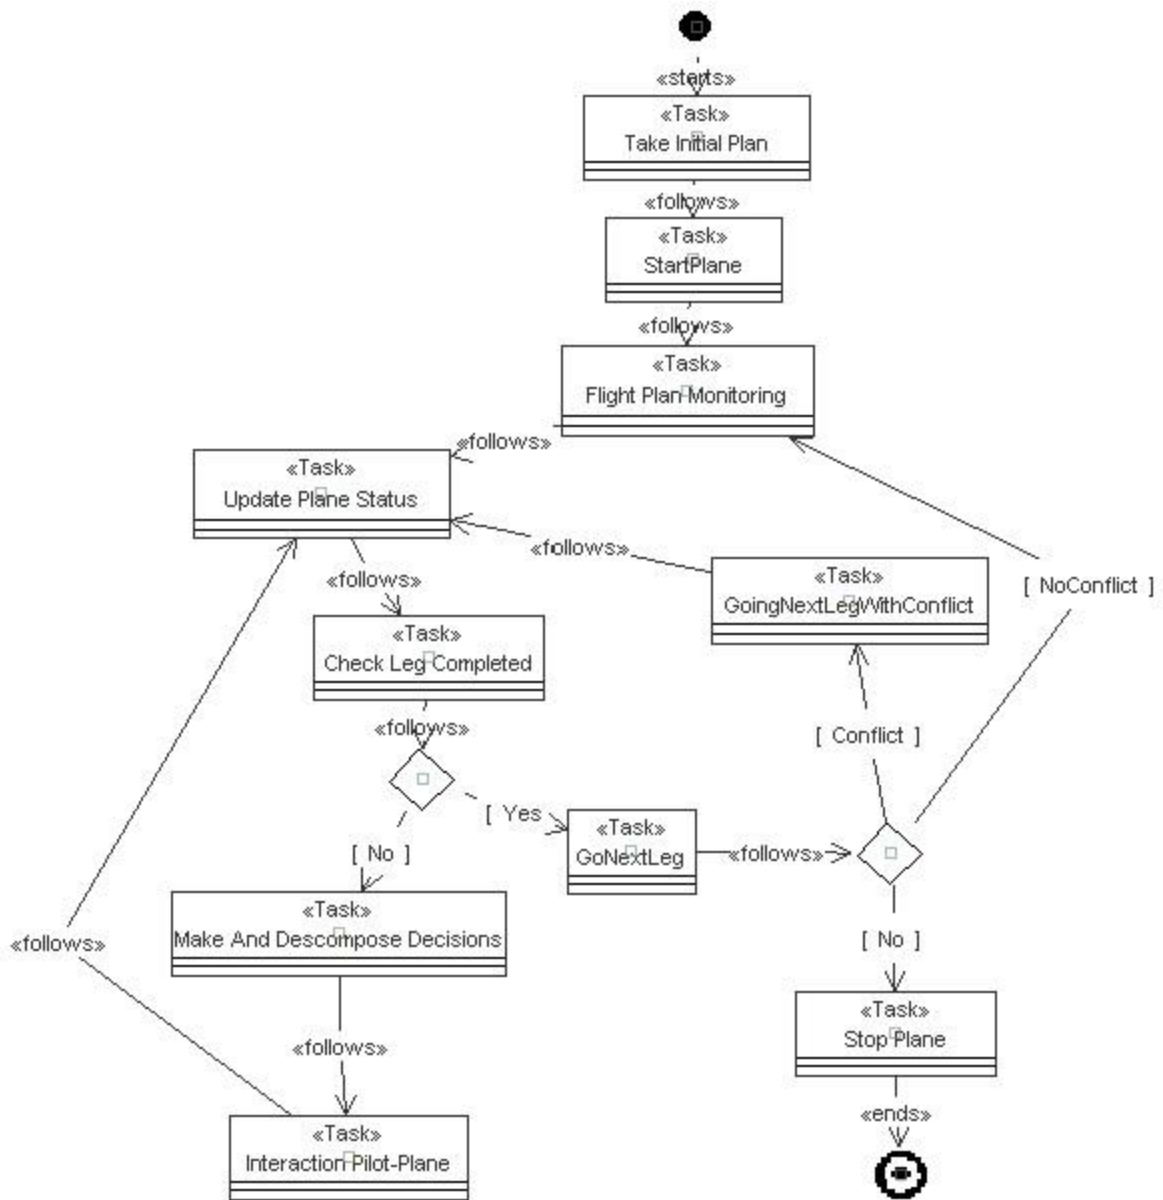 «starts»
«Task»
Take Initial Plan
«follows»
«Task»
StartPlane
«follows»
«Task»
Flight Plan Monitoring
«follows»
«Task»
Update Plane Status
«follows»
«Task»
GoingNextLegWithConflict
[ NoConflict ]
«follows»
«Task»
Check Leg Completed
«follows»
[ Conflict ]
[ Yes
«Task»
GoNextLeg
«follows»
[ No ]
«Task»
Make And Descompose Decisions
«follows»
[ No ]
«Task»
Stop Plane
«follows»
«ends»
«Task»
Interaction Pilot-Plane